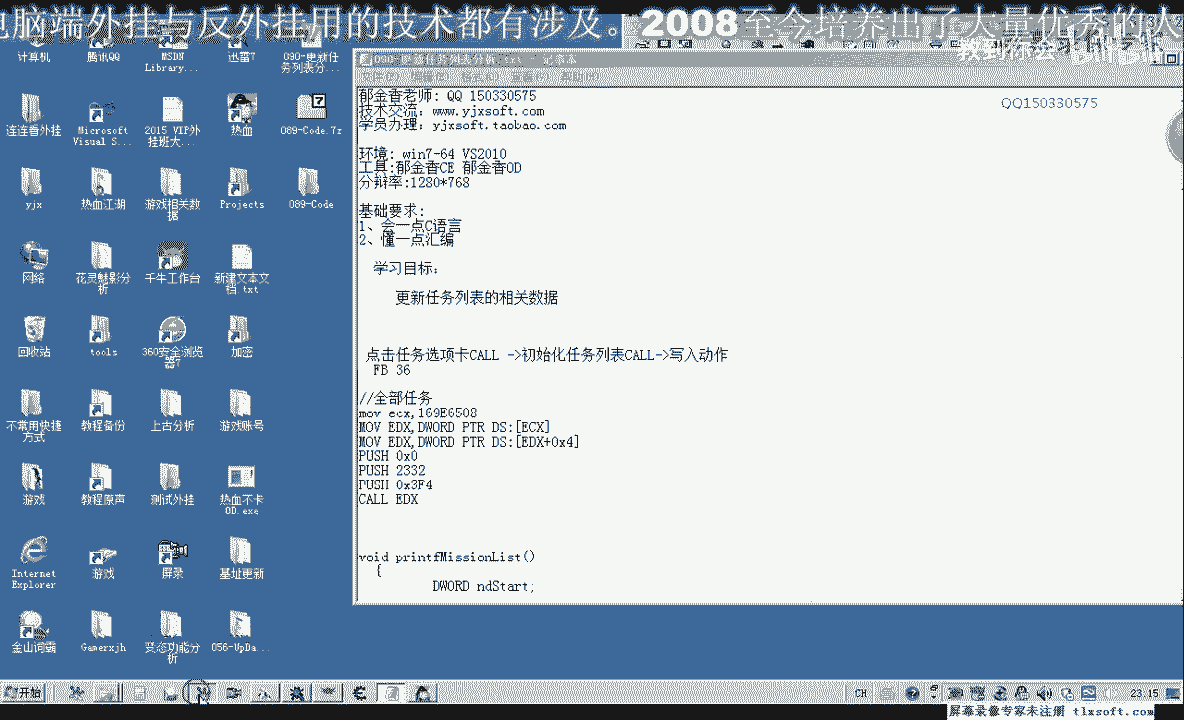 电脑端外挂与反外挂用的技术都有涉及。2008至今培养出了大量优秀的人
计算机
腾讯QQ
MSDN Library...
迅雷7
090-更新任务列表分...
连连看外挂
Microsoft Visual S...
2015 VIP外挂班大...
热血
089-Code.7z
yjx
热血江湖
游戏相关数据
Projects
089-Code
网络
花灵魅影分析
千牛工作台
新建文本文档.txt
回收站
tools
360安全浏览器7
加密
不常用快捷方式
教程备份
上古分析
游戏账号
游戏
教程原声
测试外挂
热血不卡OD.exe
Internet Explorer
游戏
屏录
基址更新
金山词霸
Gamerxjh
变态功能分析
056-UpDa...
090-更新任务列表分析.txt - 记事本
郁金香老师: QQ 150330575
QQ150330575
技术交流: www.yjxsoft.com
学员办理: yjxsoft.taobao.com
环境: win7-64 VS2010
工具:郁金香CE 郁金香OD
分辩率:1280*768
基础要求:
1、会一点C语言
2、懂一点汇编
学习目标:
更新任务列表的相关数据
点击任务选项卡CALL ->初始化任务列表CALL->写入动作
FB 36
//全部任务
mov ecx,169E6508
MOV EDX,DWORD PTR DS:[ECX]
MOV EDX,DWORD PTR DS:[EDX+0x4]
PUSH 0x0
PUSH 2332
PUSH 0x3F4
CALL EDX
void printfMissionList()
{
DWORD ndStart;
开始
CH
23:15
屏幕录像专家未注册 tlxsoft.com